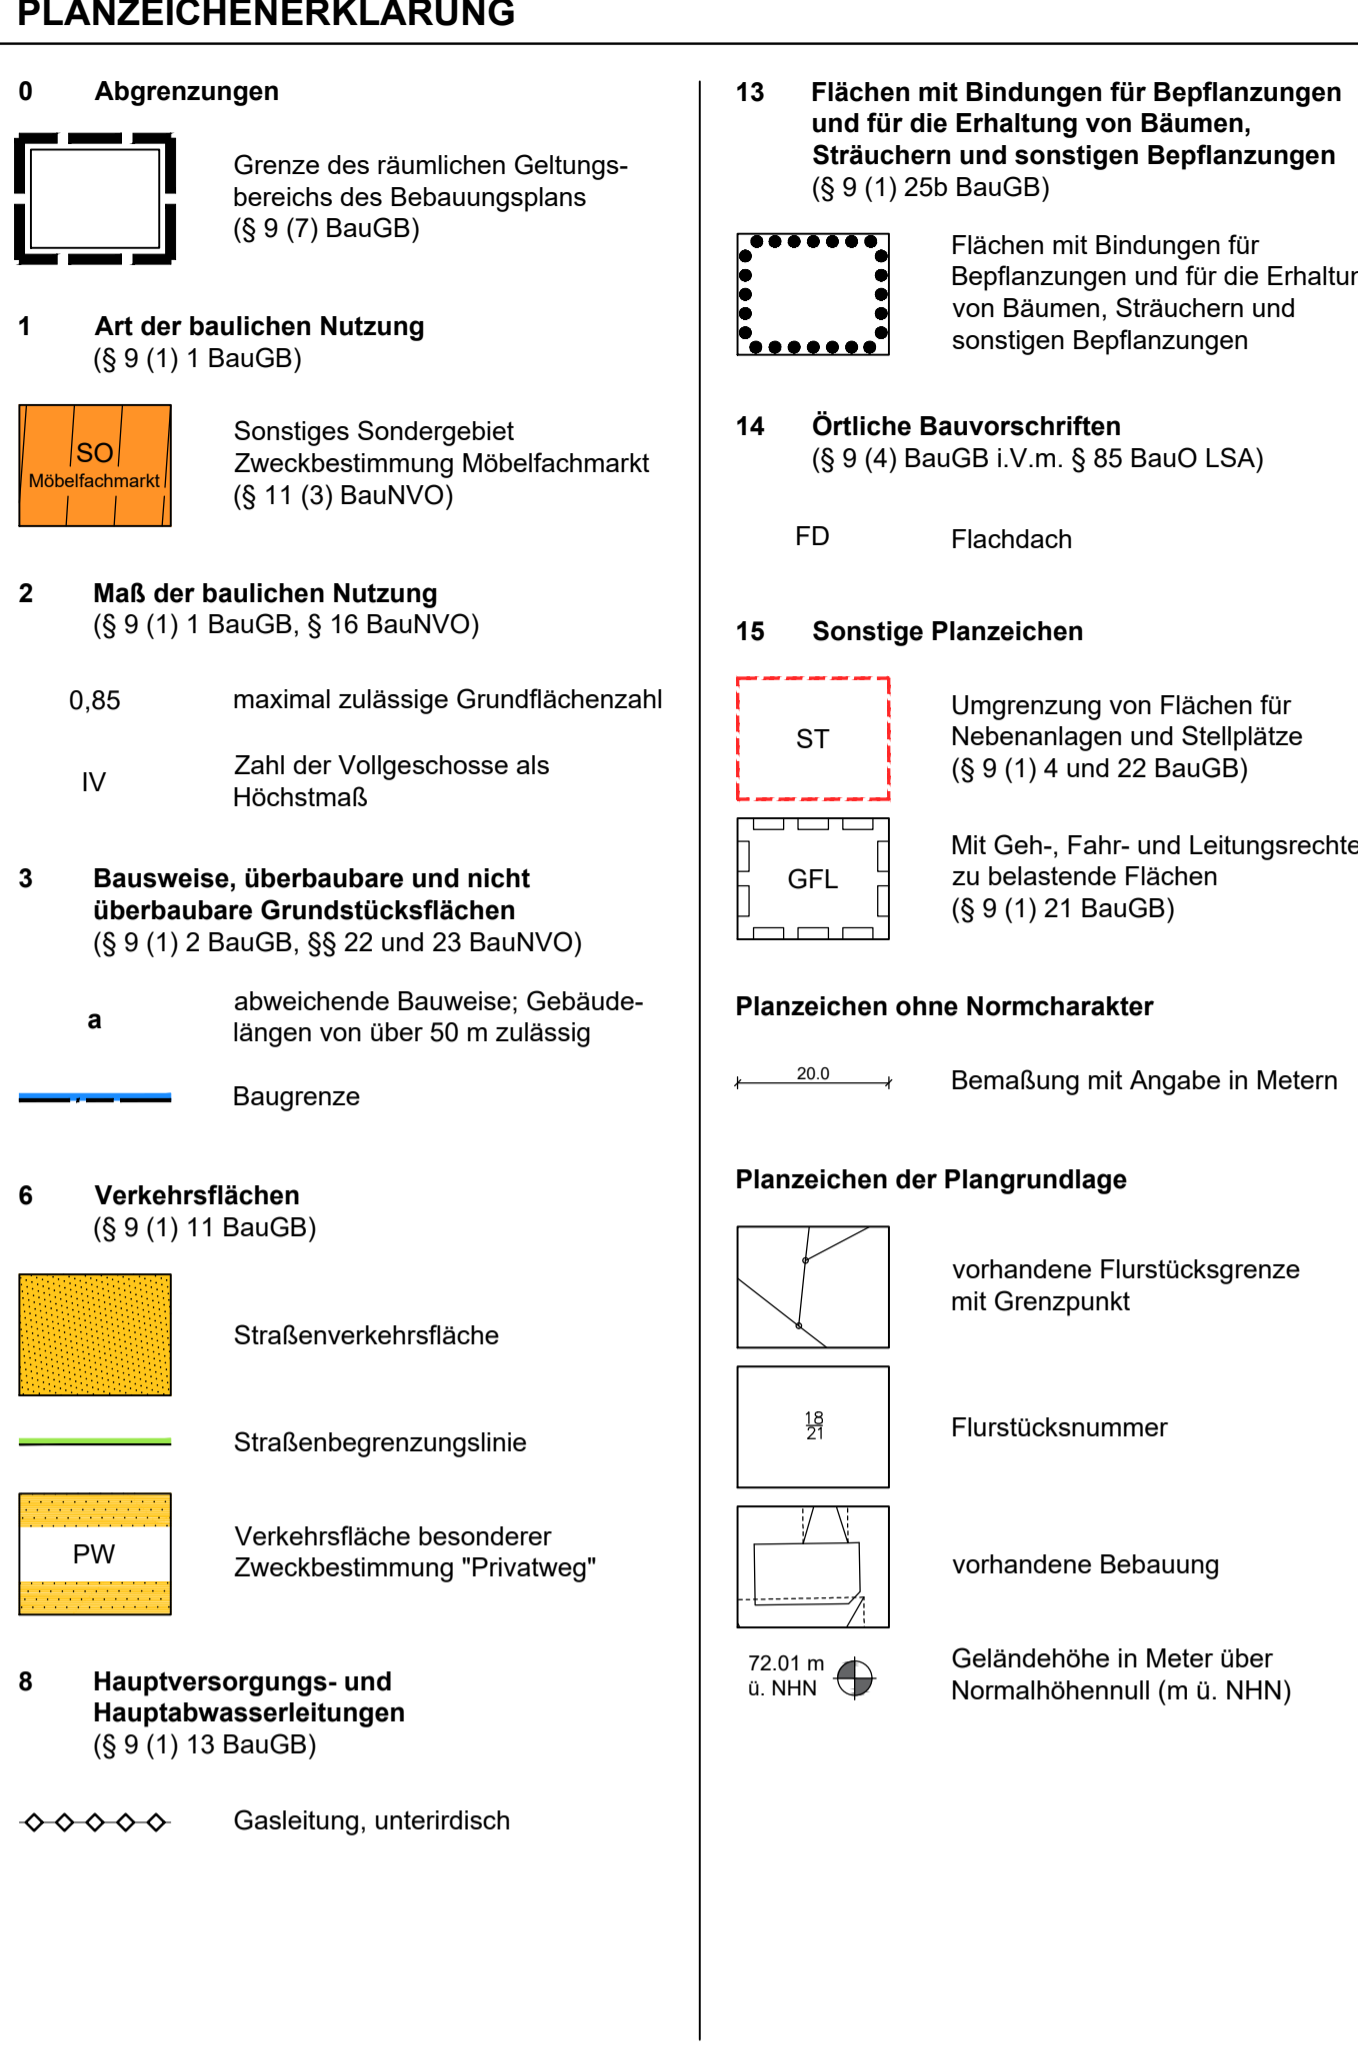 PLANZEICHENERKLÄRUNG
0 Abgrenzungen
Grenze des räumlichen Geltungs-
bereichs des Bebauungsplans
(§ 9 (7) BauGB)
1 Art der baulichen Nutzung
(§ 9 (1) 1 BauGB)
SO
Möbelfachmarkt
Sonstiges Sondergebiet
Zweckbestimmung Möbelfachmarkt
(§ 11 (3) BauNVO)
2 Maß der baulichen Nutzung
(§ 9 (1) 1 BauGB, § 16 BauNVO)
0,85 maximal zulässige Grundflächenzahl
IV
Zahl der Vollgeschosse als
Höchstmaß
3 Bausweise, überbaubare und nicht
überbaubare Grundstücksflächen
(§ 9 (1) 2 BauGB, §§ 22 und 23 BauNVO)
a
abweichende Bauweise; Gebäude-
längen von über 50 m zulässig
Baugrenze
6 Verkehrsflächen
(§ 9 (1) 11 BauGB)
Straßenverkehrsfläche
Straßenbegrenzungslinie
PW
Verkehrsfläche besonderer
Zweckbestimmung "Privatweg"
8 Hauptversorgungs- und
Hauptabwasserleitungen
(§ 9 (1) 13 BauGB)
Gasleitung, unterirdisch
13 Flächen mit Bindungen für Bepflanzungen
und für die Erhaltung von Bäumen,
Sträuchern und sonstigen Bepflanzungen
(§ 9 (1) 25b BauGB)
Flächen mit Bindungen für
Bepflanzungen und für die Erhaltun
von Bäumen, Sträuchern und
sonstigen Bepflanzungen
14 Örtliche Bauvorschriften
(§ 9 (4) BauGB i.V.m. § 85 BauO LSA)
FD Flachdach
15 Sonstige Planzeichen
ST
Umgrenzung von Flächen für
Nebenanlagen und Stellplätze
(§ 9 (1) 4 und 22 BauGB)
GFL
Mit Geh-, Fahr- und Leitungsrechte
zu belastende Flächen
(§ 9 (1) 21 BauGB)
Planzeichen ohne Normcharakter
20.0 Bemaßung mit Angabe in Metern
Planzeichen der Plangrundlage
vorhandene Flurstücksgrenze
mit Grenzpunkt
18
21
Flurstücksnummer
vorhandene Bebauung
72.01 m
ü. NHN
Geländehöhe in Meter über
Normalhöhennull (m ü. NHN)